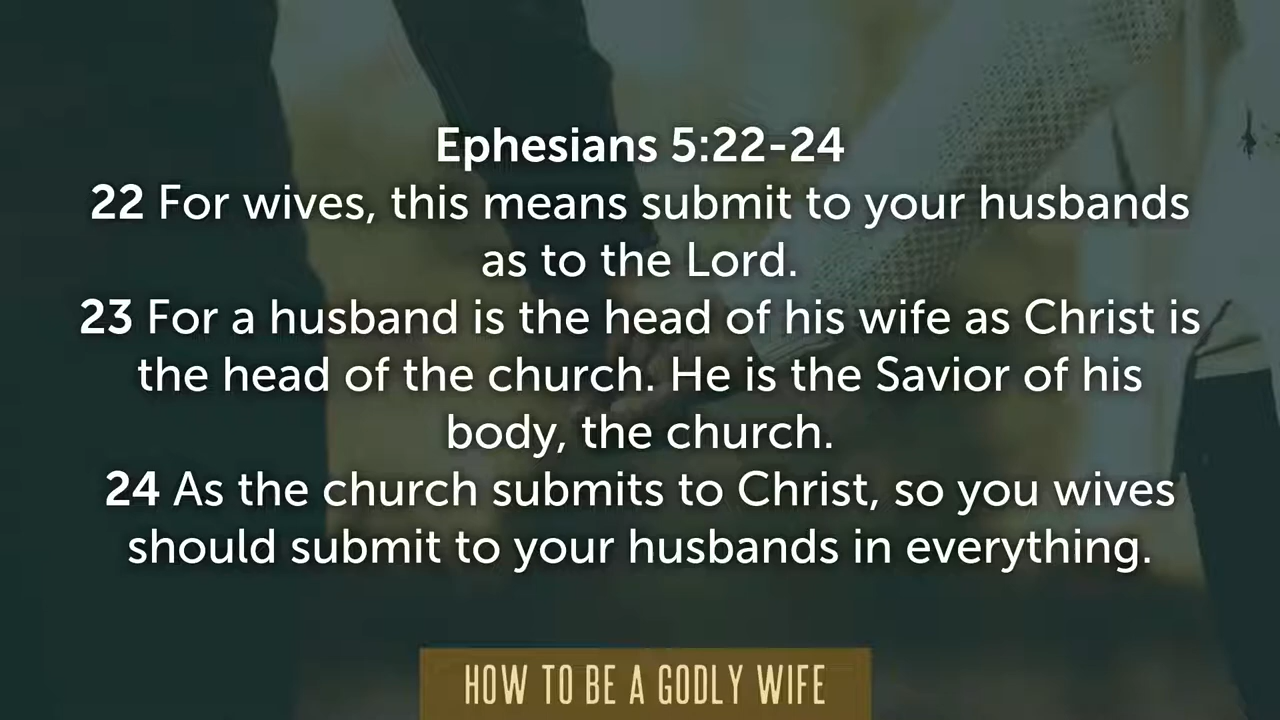 Ephesians 5:22-24
22 For wives, this means submit to your husbands
as to the Lord.
23 For a husband is the head of his wife as Christ is
the head of the church. He is the Savior of his
body, the church.
24 As the church submits to Christ, so you wives
should submit to your husbands in everything.
HOW TO BE A GODLY WIFE